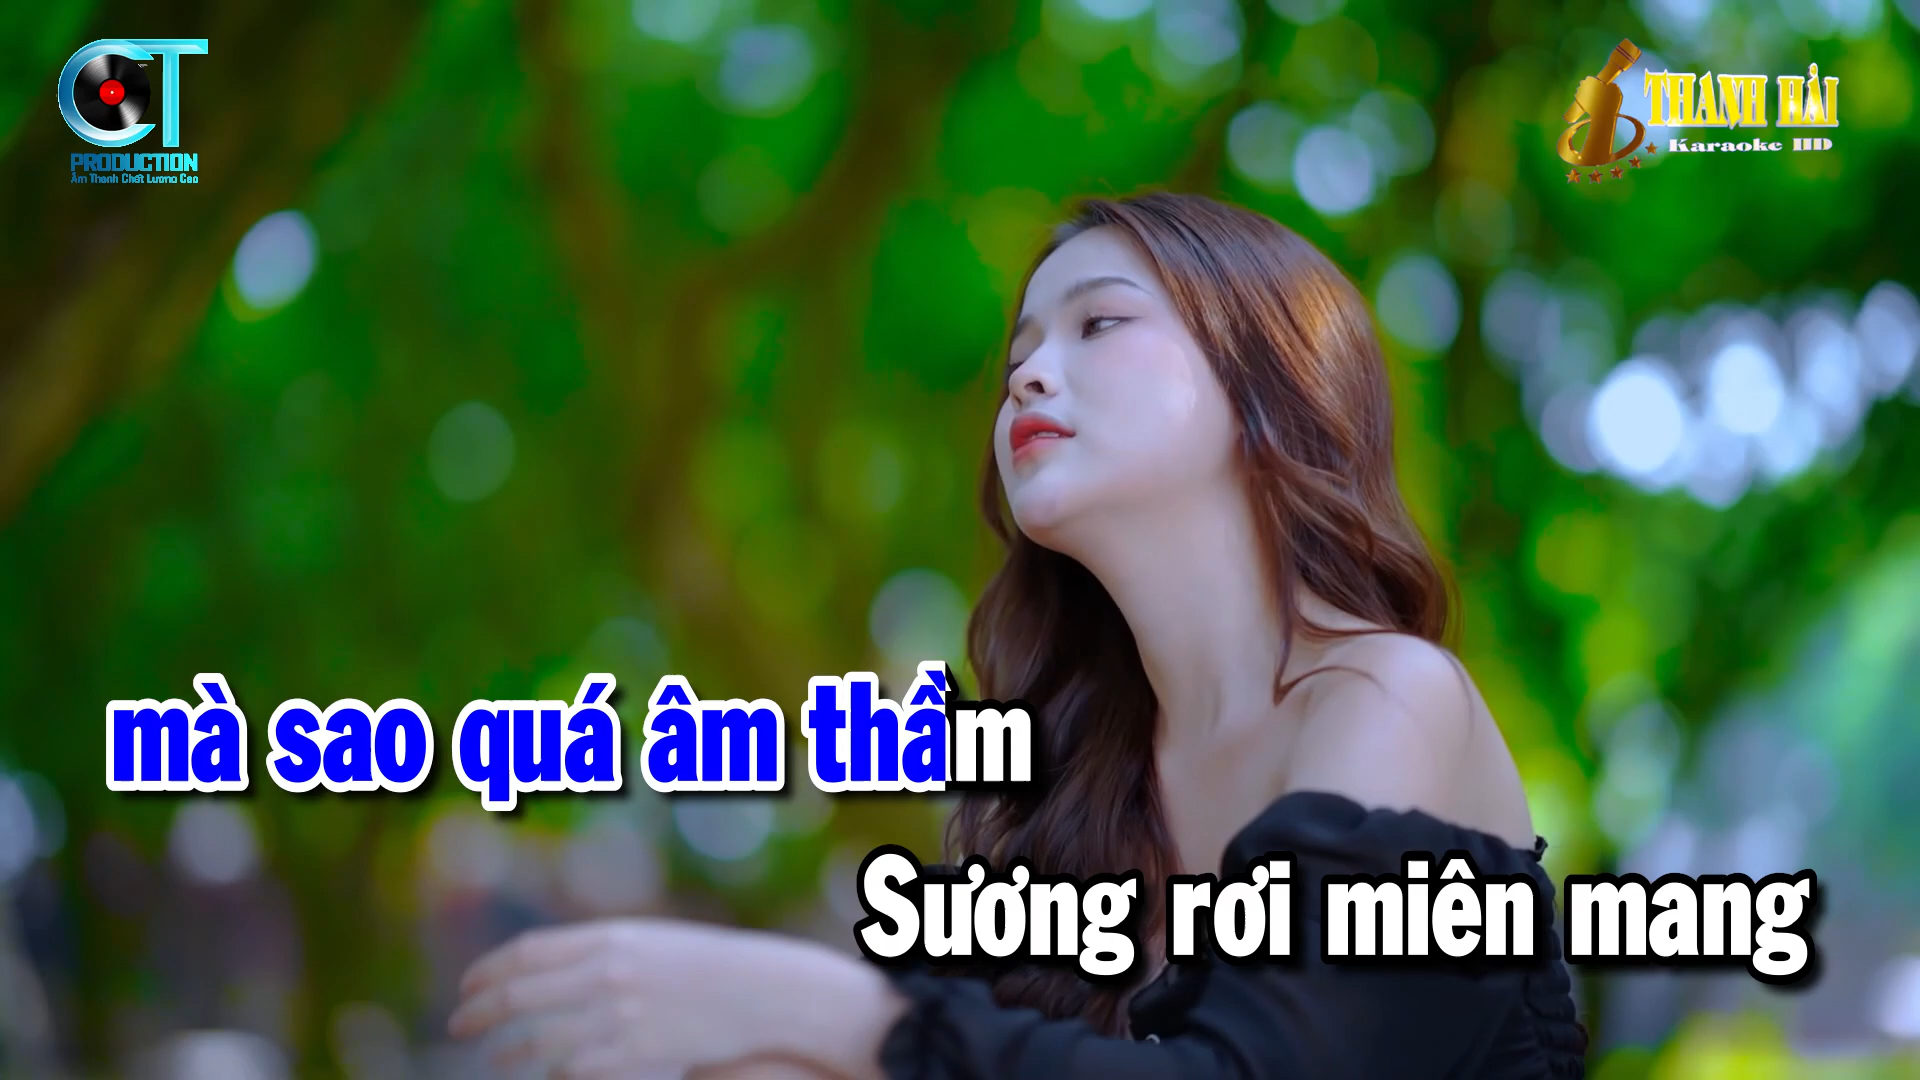 CT
PRODUCTION
Âm Thanh Chất Lượng Cao
THANH HẢI
Karaoke HD
mà sao quá âm thầm
Sương rơi miên mang